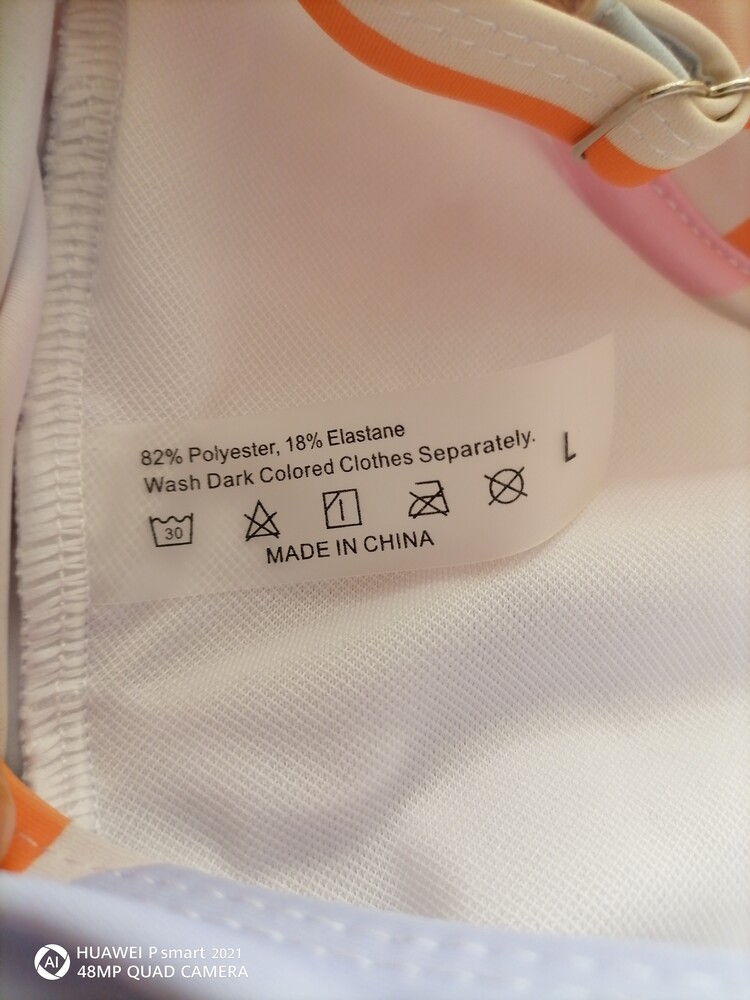 82% Polyester, 18% Elastane
Wash Dark Colored Clothes Separately.
L
30
MADE IN CHINA
HUAWEI P smart 2021
48MP QUAD CAMERA
AI